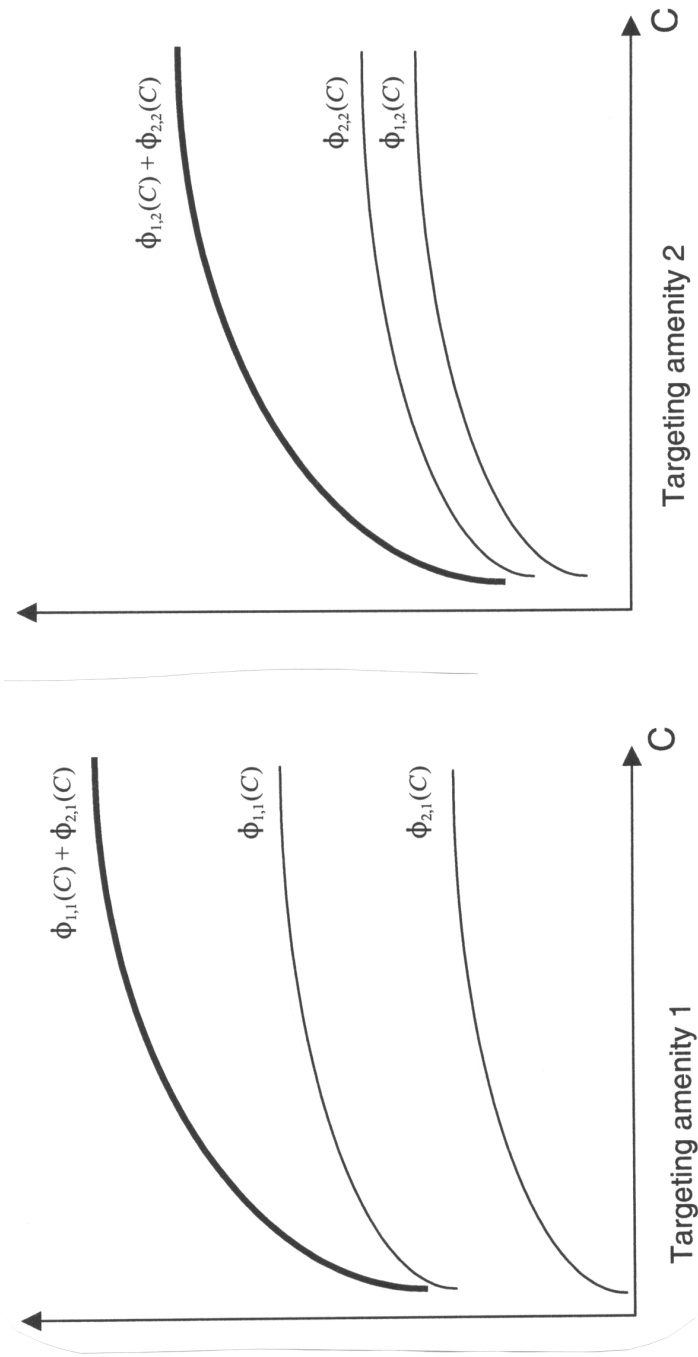 ϕ1,1(C) + ϕ2,1(C)
ϕ1,1(C)
ϕ2,1(C)
C
Targeting amenity 1
ϕ1,2(C) + ϕ2,2(C)
ϕ2,2(C)
ϕ1,2(C)
C
Targeting amenity 2